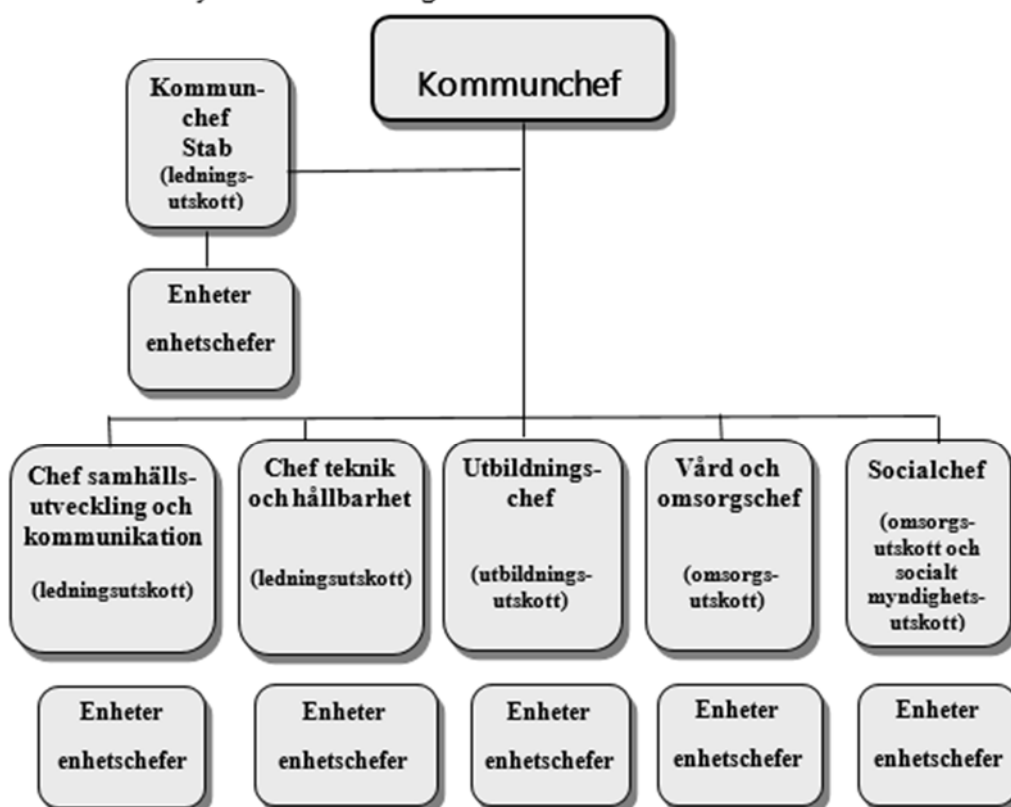 Kommunchef
Kommun-
chef
Stab
(lednings-
utskott)
Enheter
enhetschefer
Chef samhälls-
utveckling och
kommunikation
(ledningsutskott)
Chef teknik
och hållbarhet
(ledningsutskott)
Utbildnings-
chef
(utbildnings-
utskott)
Vård och
omsorgschef
(omsorgs-
utskott)
Socialchef
(omsorgs-
utskott och
socialt
myndighets-
utskott)
Enheter
enhetschefer
Enheter
enhetschefer
Enheter
enhetschefer
Enheter
enhetschefer
Enheter
enhetschefer